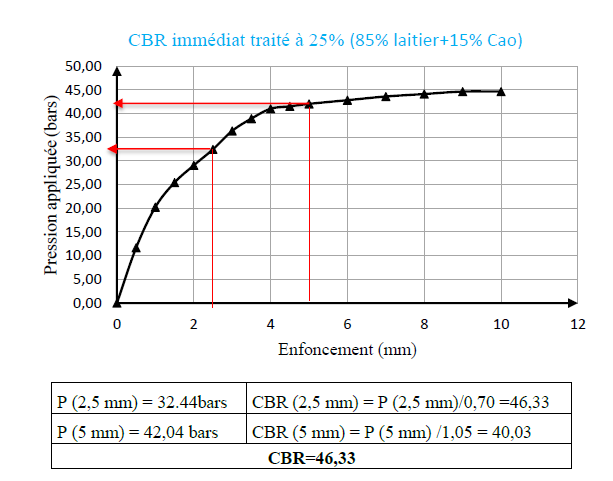 CBR immédiat traité à 25% (85% laitier+15% Cao)
50,00
45,00
40,00
35,00
30,00
25,00
20,00
15,00
10,00
5,00
0,00
Pression appliquée (bars)
0 2 4 6 8 10 12
Enfoncement (mm)
P (2,5 mm) = 32.44bars CBR (2,5 mm) = P (2,5 mm)/0,70 =46,33
P (5 mm) = 42,04 bars CBR (5 mm) = P (5 mm) /1,05 = 40,03
CBR=46,33